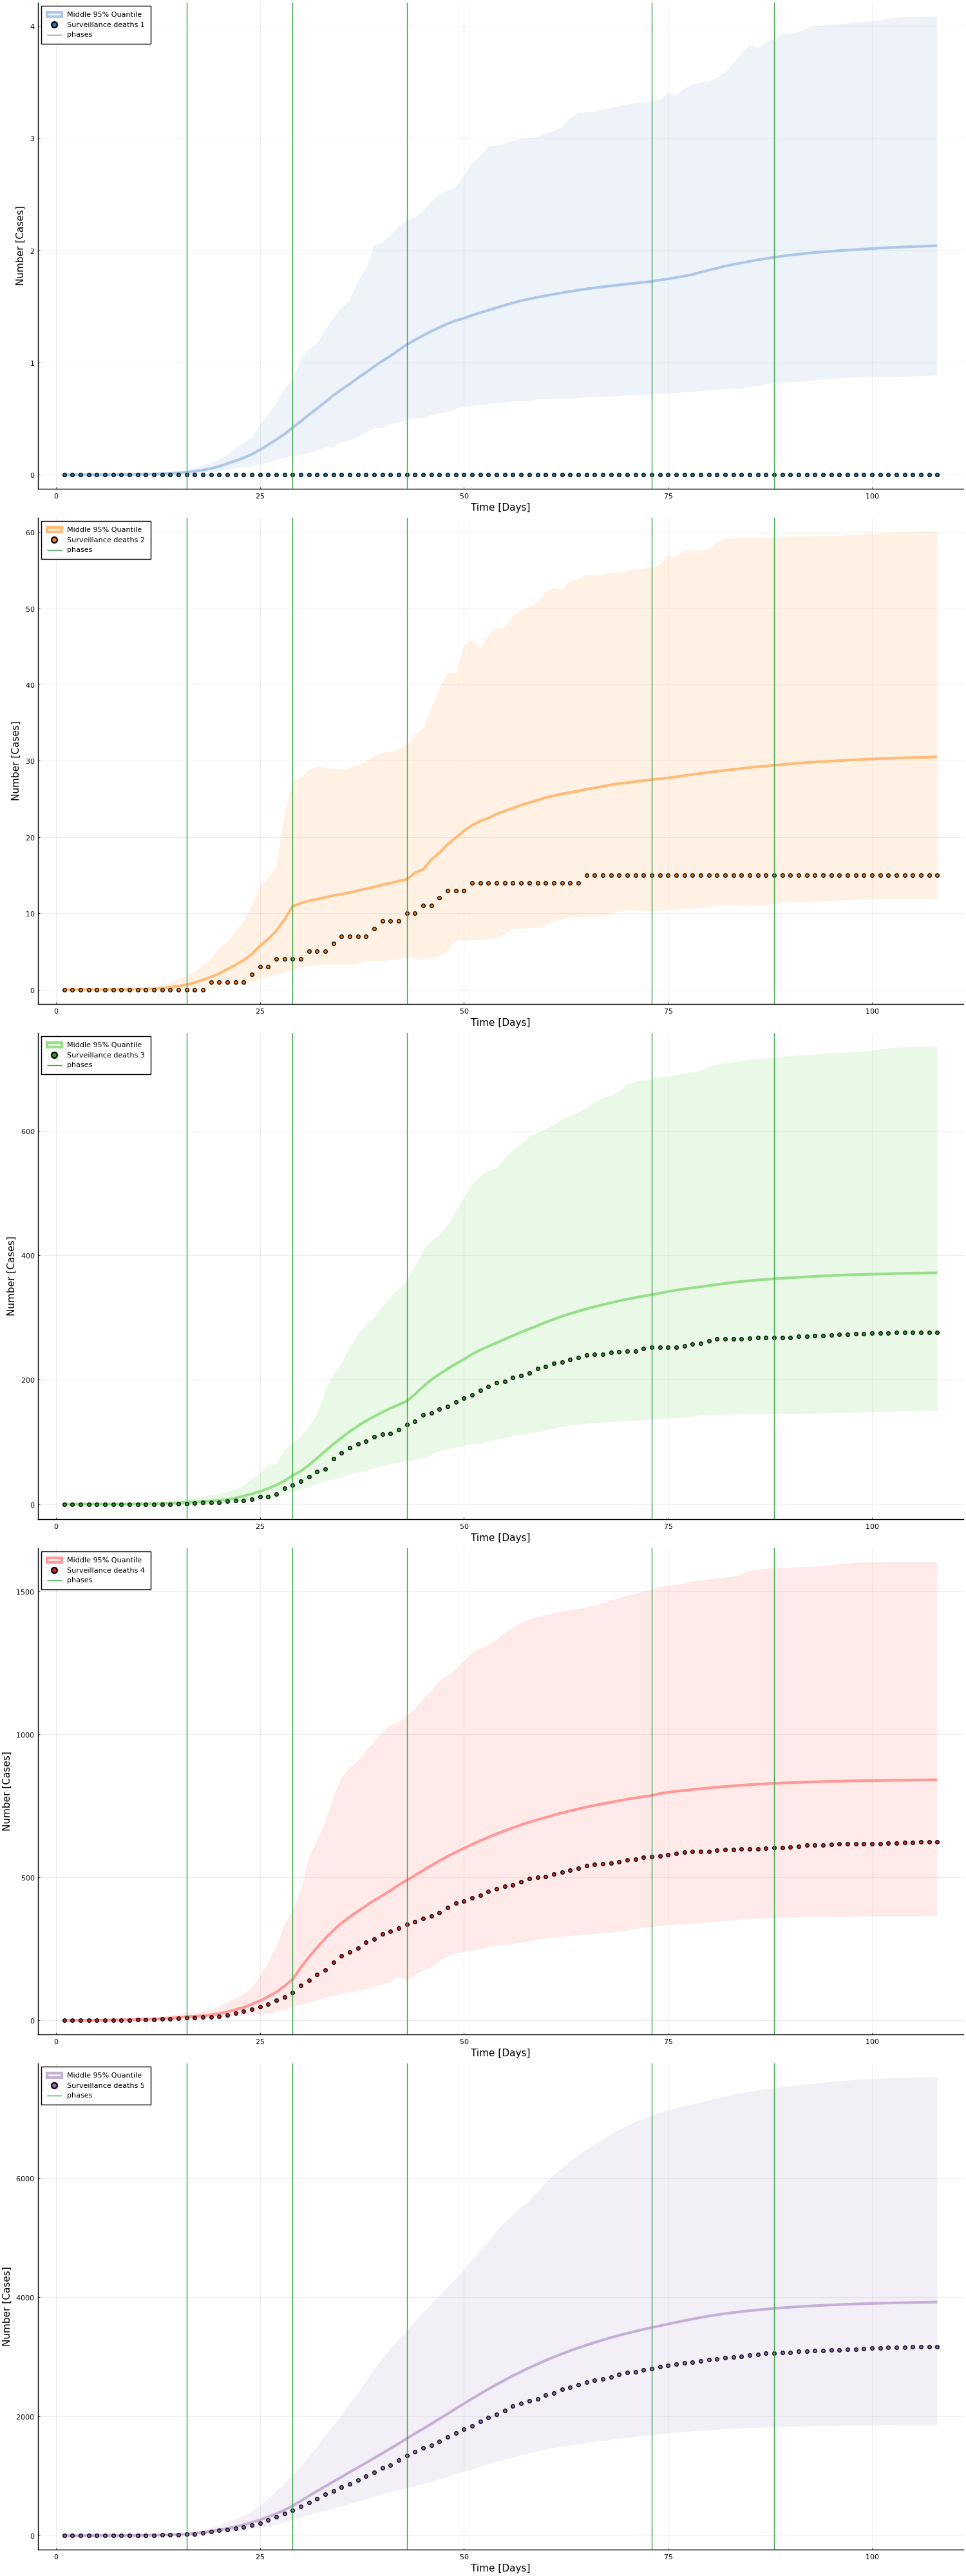 Middle 95% Quantile
Surveillance deaths 1
phases
4
3
2
1
0
Number [Cases]
0 25 50 75 100
Time [Days]
Middle 95% Quantile
Surveillance deaths 2
phases
60
50
40
30
20
10
0
Number [Cases]
0 25 50 75 100
Time [Days]
Middle 95% Quantile
Surveillance deaths 3
phases
600
400
200
0
Number [Cases]
0 25 50 75 100
Time [Days]
Middle 95% Quantile
Surveillance deaths 4
phases
1500
1000
500
0
Number [Cases]
0 25 50 75 100
Time [Days]
Middle 95% Quantile
Surveillance deaths 5
phases
6000
4000
2000
0
Number [Cases]
0 25 50 75 100
Time [Days]